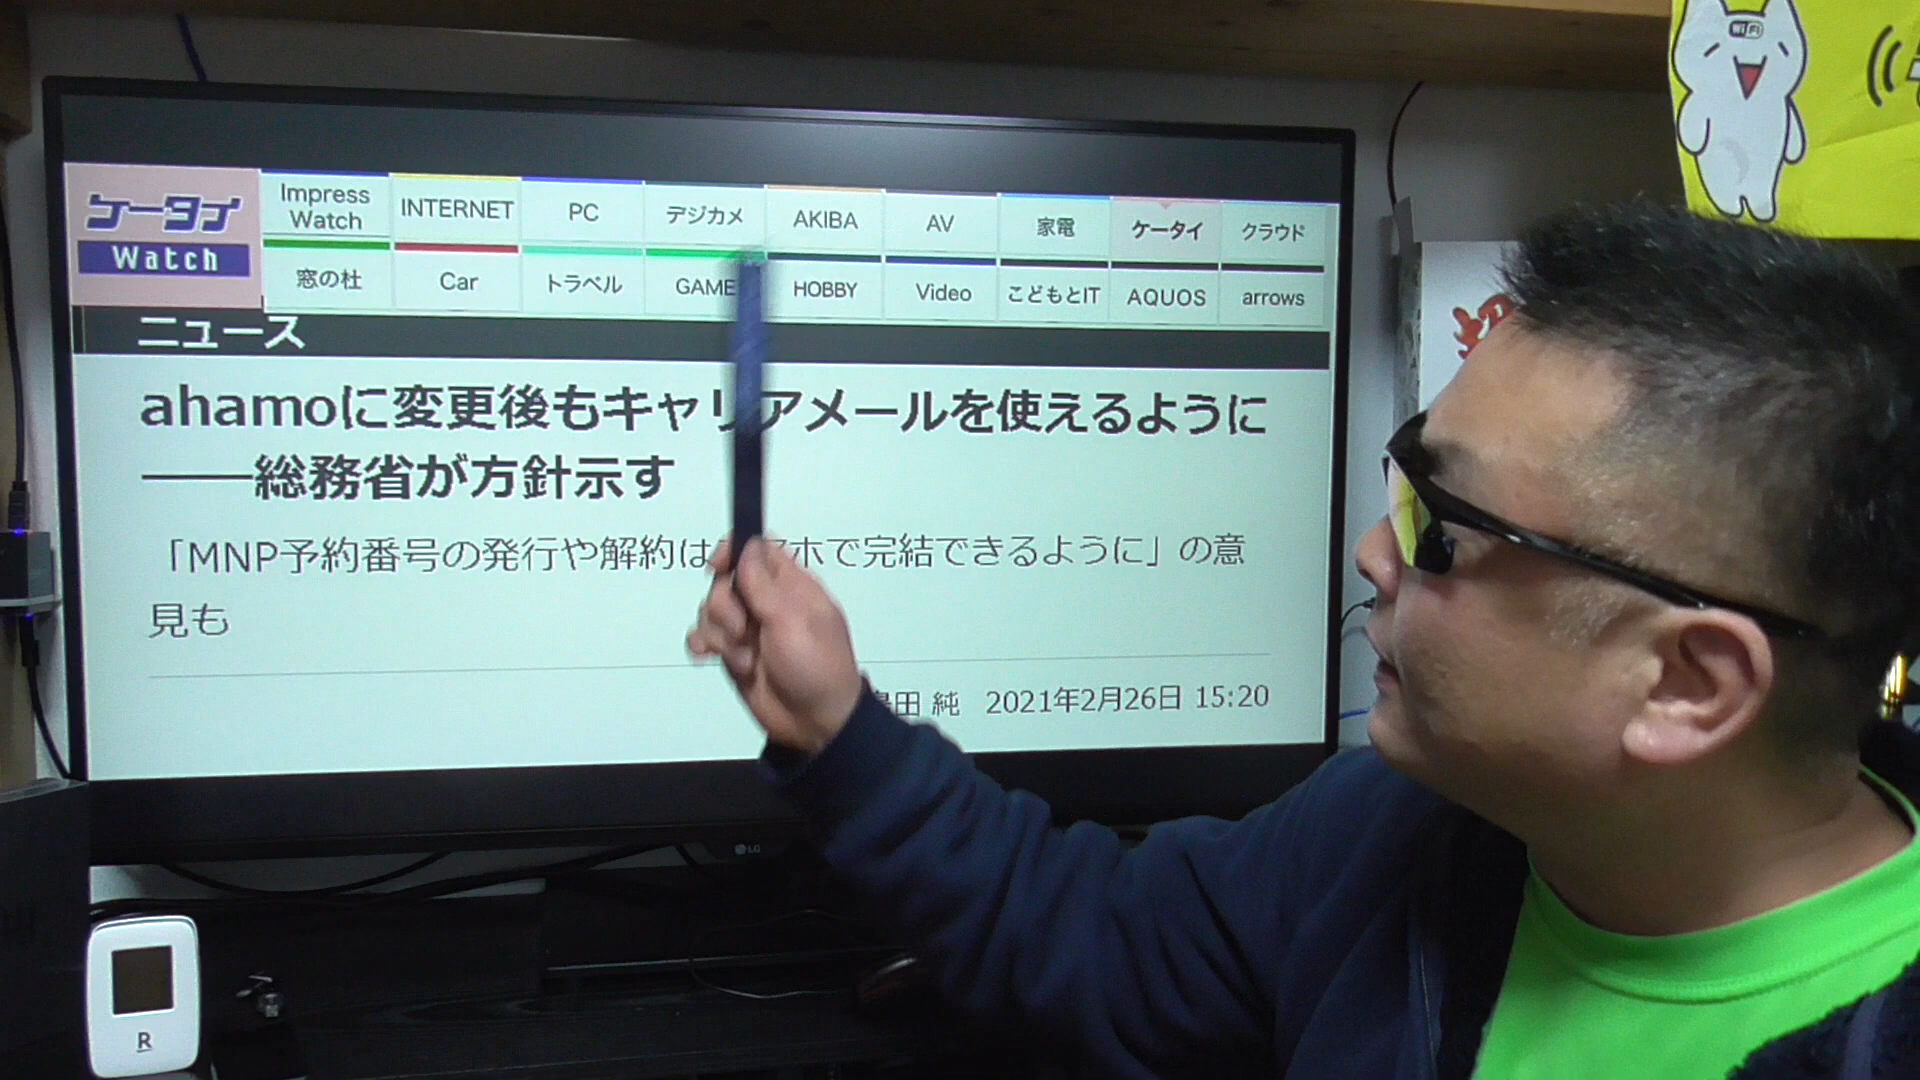 ケータイ
Watch
Impress Watch
INTERNET
PC
デジカメ
AKIBA
AV
家電
ケータイ
クラウド
窓の杜
Car
トラベル
GAME
HOBBY
Video
こどもとIT
AQUOS
arrows
ニュース
ahamoに変更後もキャリアメールを使えるように
――総務省が方針示す
「MNP予約番号の発行や解約は ホで完結できるように」の意
見も
田 純 2021年2月26日 15:20
LG
R
Wi Fi